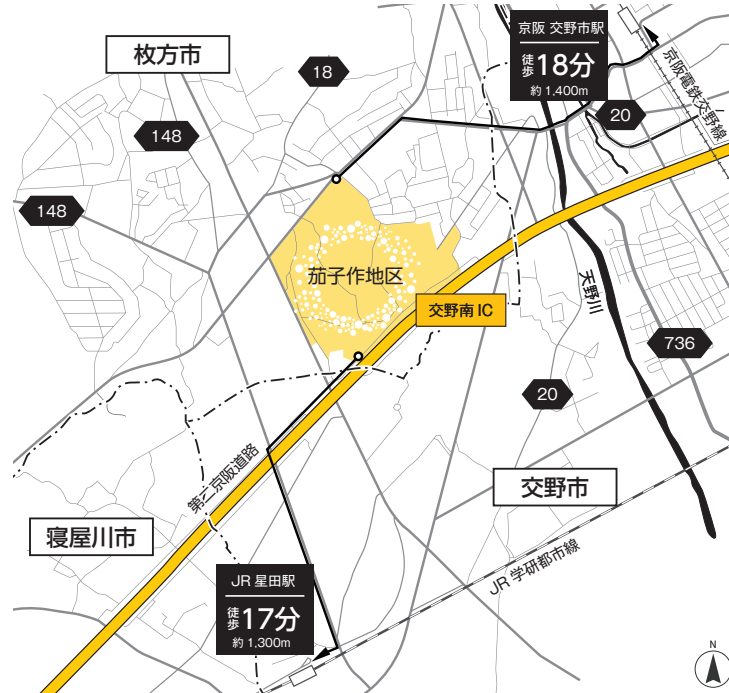 京阪 交野市駅
徒歩18分
約 1,400m
枚方市
18
京阪電鉄交野線
20
148
148
茄子作地区
天野川
交野南 IC
736
20
第二京阪道路
交野市
寝屋川市
JR 学研都市線
JR 星田駅
徒歩17分
約 1,300m
N